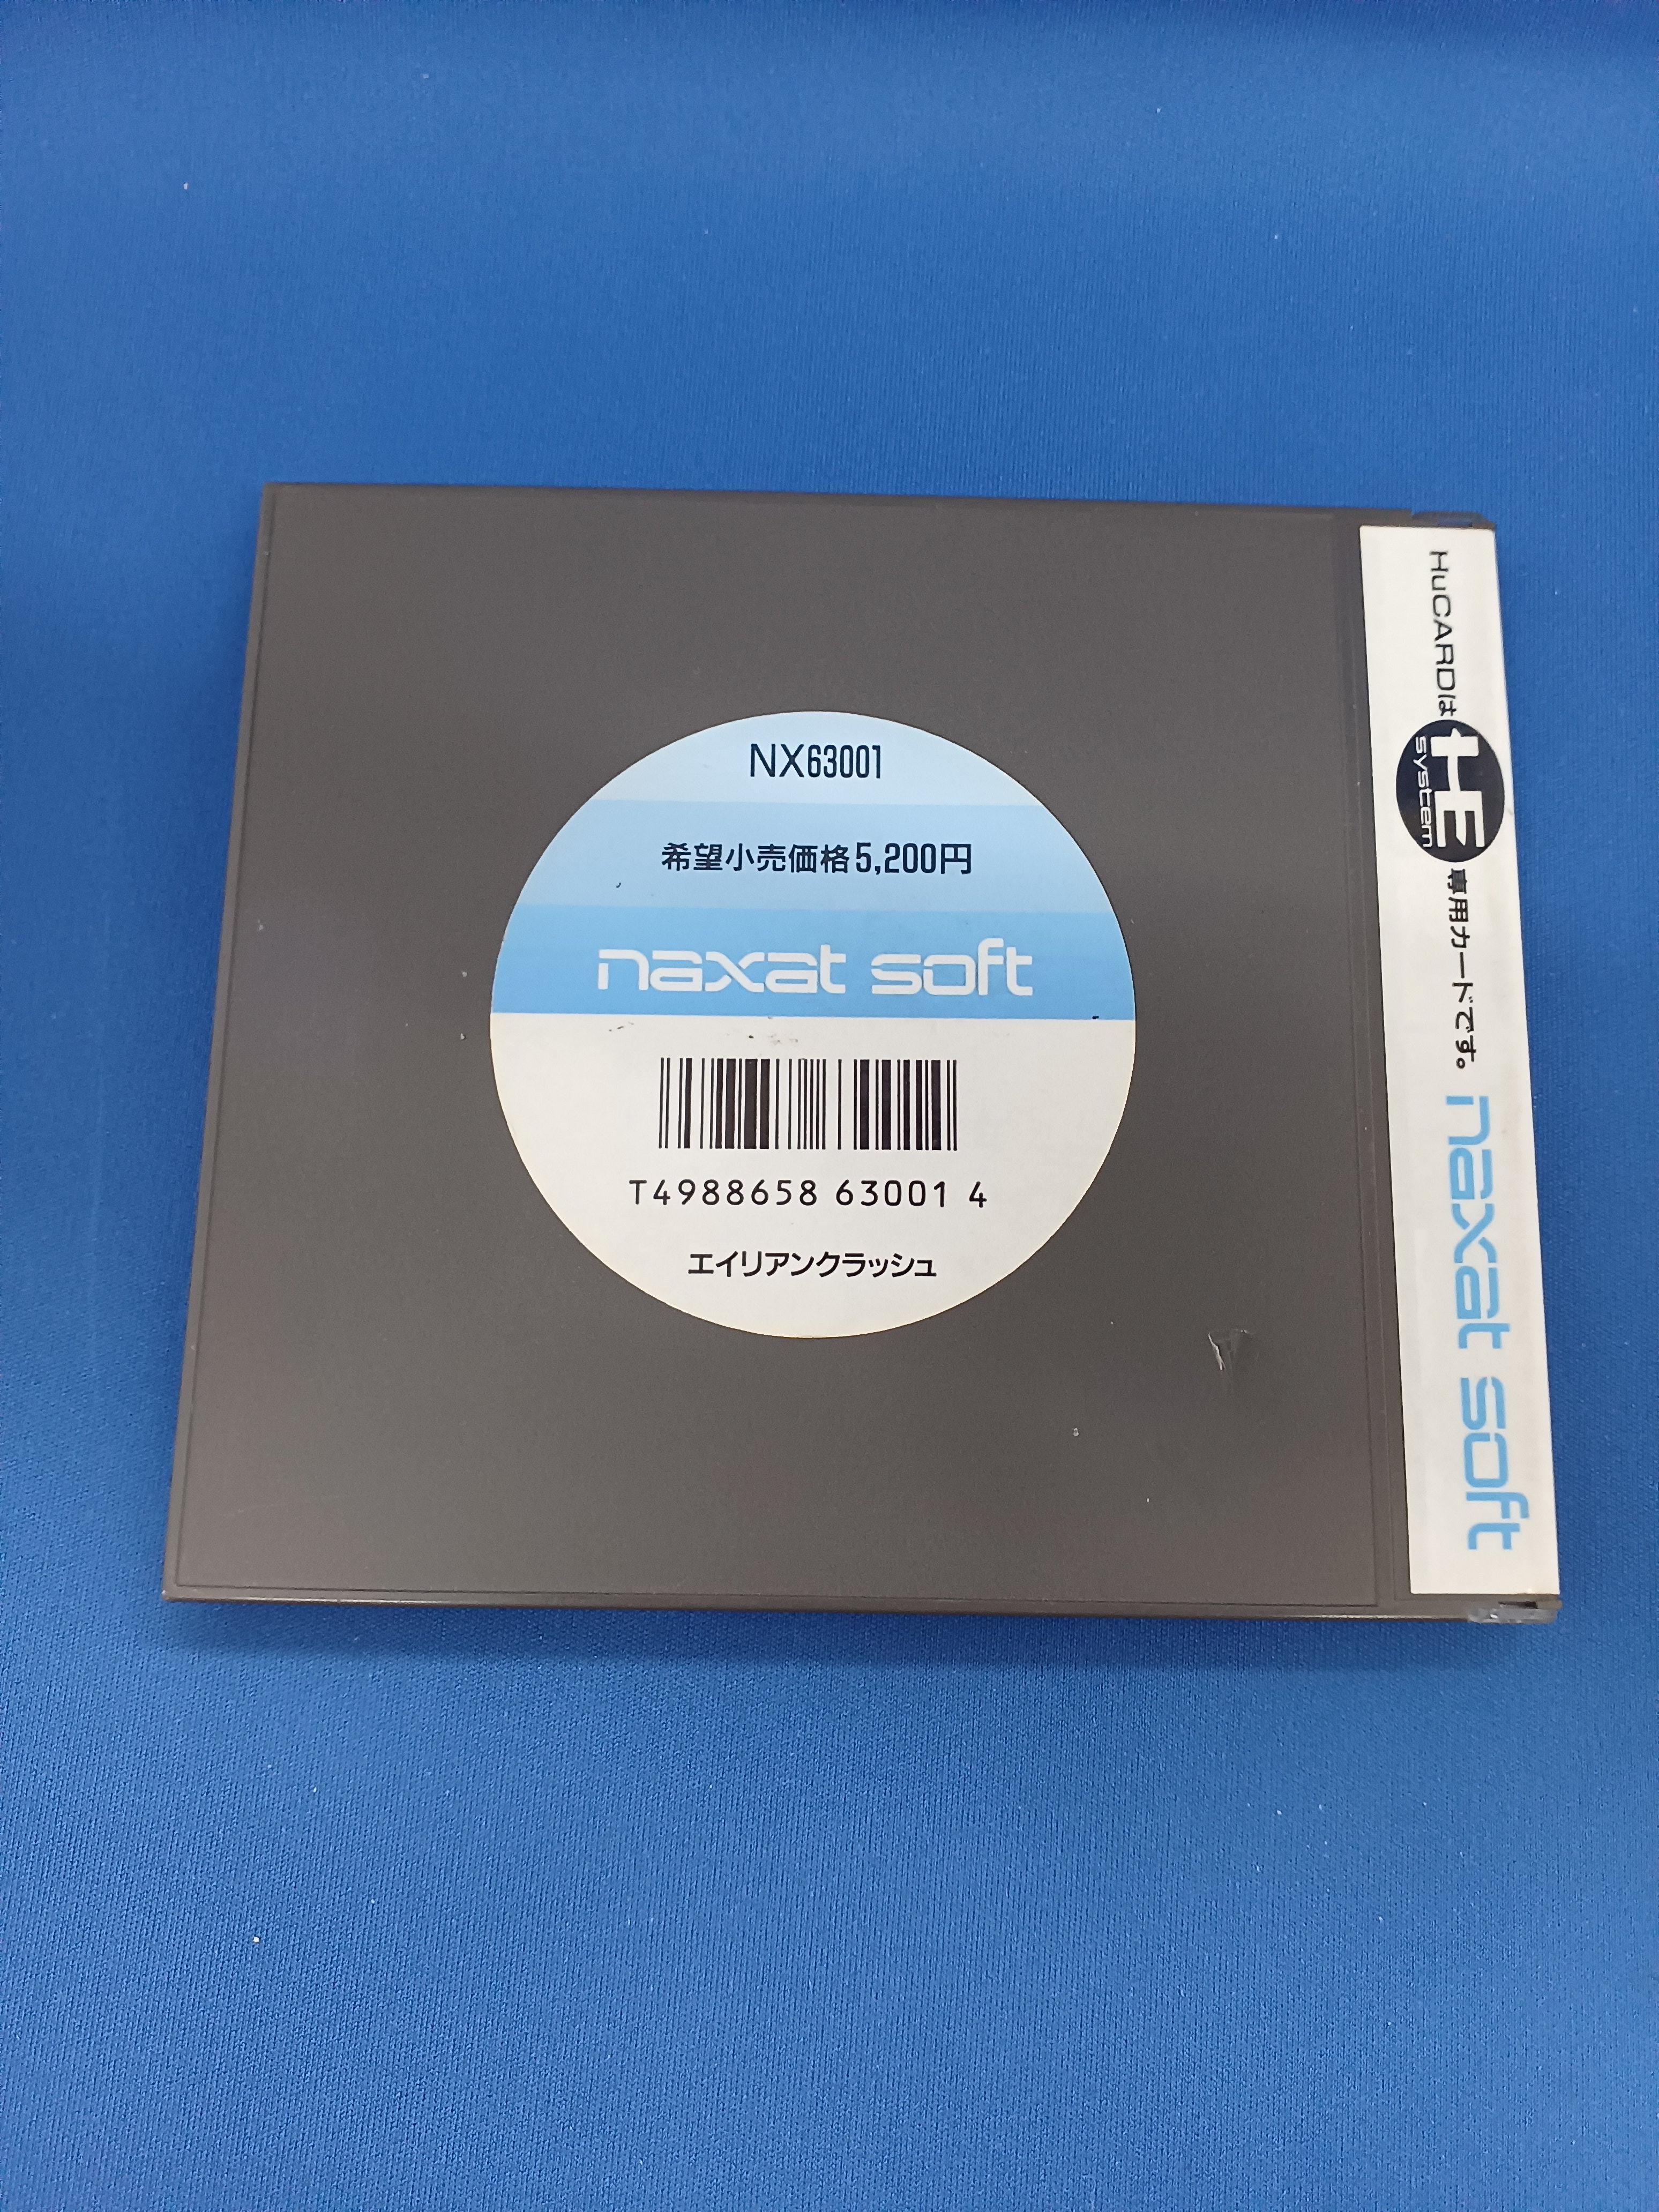 NX63001
希望小売価格5,200円
naxat soft
T4988658 63001 4
エイリアンクラッシュ
HuCARDは HE system 専用カードです。 naxat soft